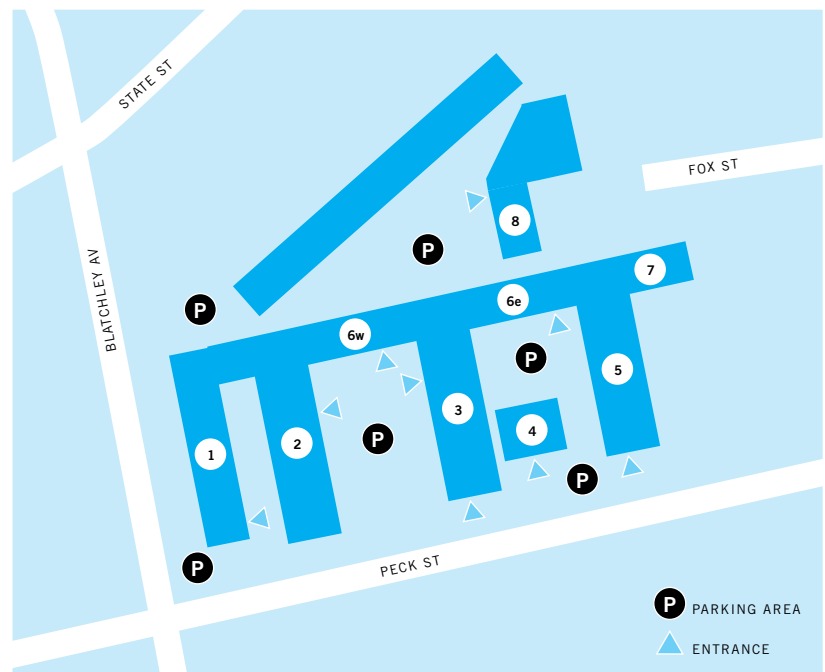 STATE ST
FOX ST
BLATCHLEY AV
8
P
7
6e
P
6w
P
5
3
4
1
2
P
P
P
PECK ST
P PARKING AREA
ENTRANCE